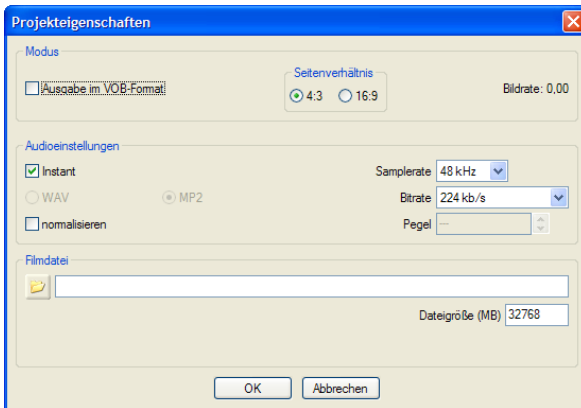 Projekteigenschaften
Modus
Ausgabe im VOB-Format
Seitenverhältnis
4:3 16:9
Bildrate: 0,00
Audioeinstellungen
Instant
Samplerate 48 kHz
WAV MP2
Bitrate 224 kb/s
normalisieren
Pegel ---
Filmdatei
Dateigröße (MB) 32768
OK Abbrechen